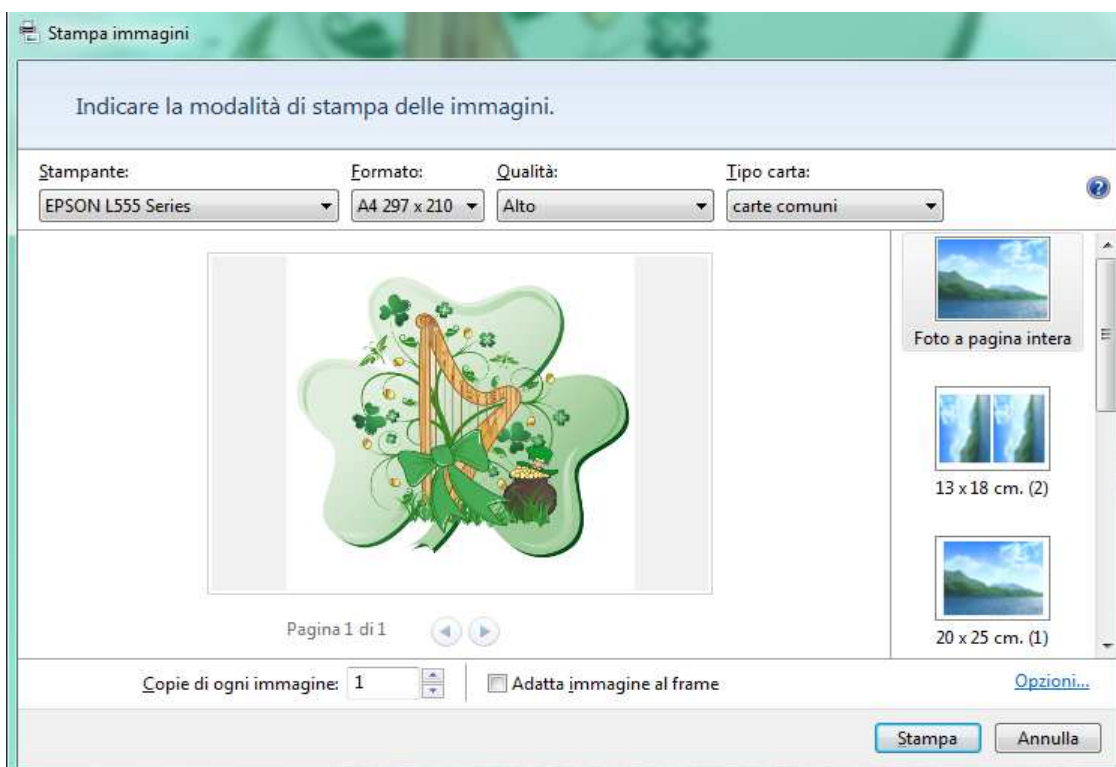 Stampa immagini
Indicare la modalità di stampa delle immagini.
Stampante: Formato: Qualità: Tipo carta:
EPSON L555 Series A4 297 x 210 Alto carte comuni
Foto a pagina intera
13 x 18 cm. (2)
20 x 25 cm. (1)
Pagina 1 di 1
Copie di ogni immagine: 1 Adatta immagine al frame Opzioni...
Stampa Annulla